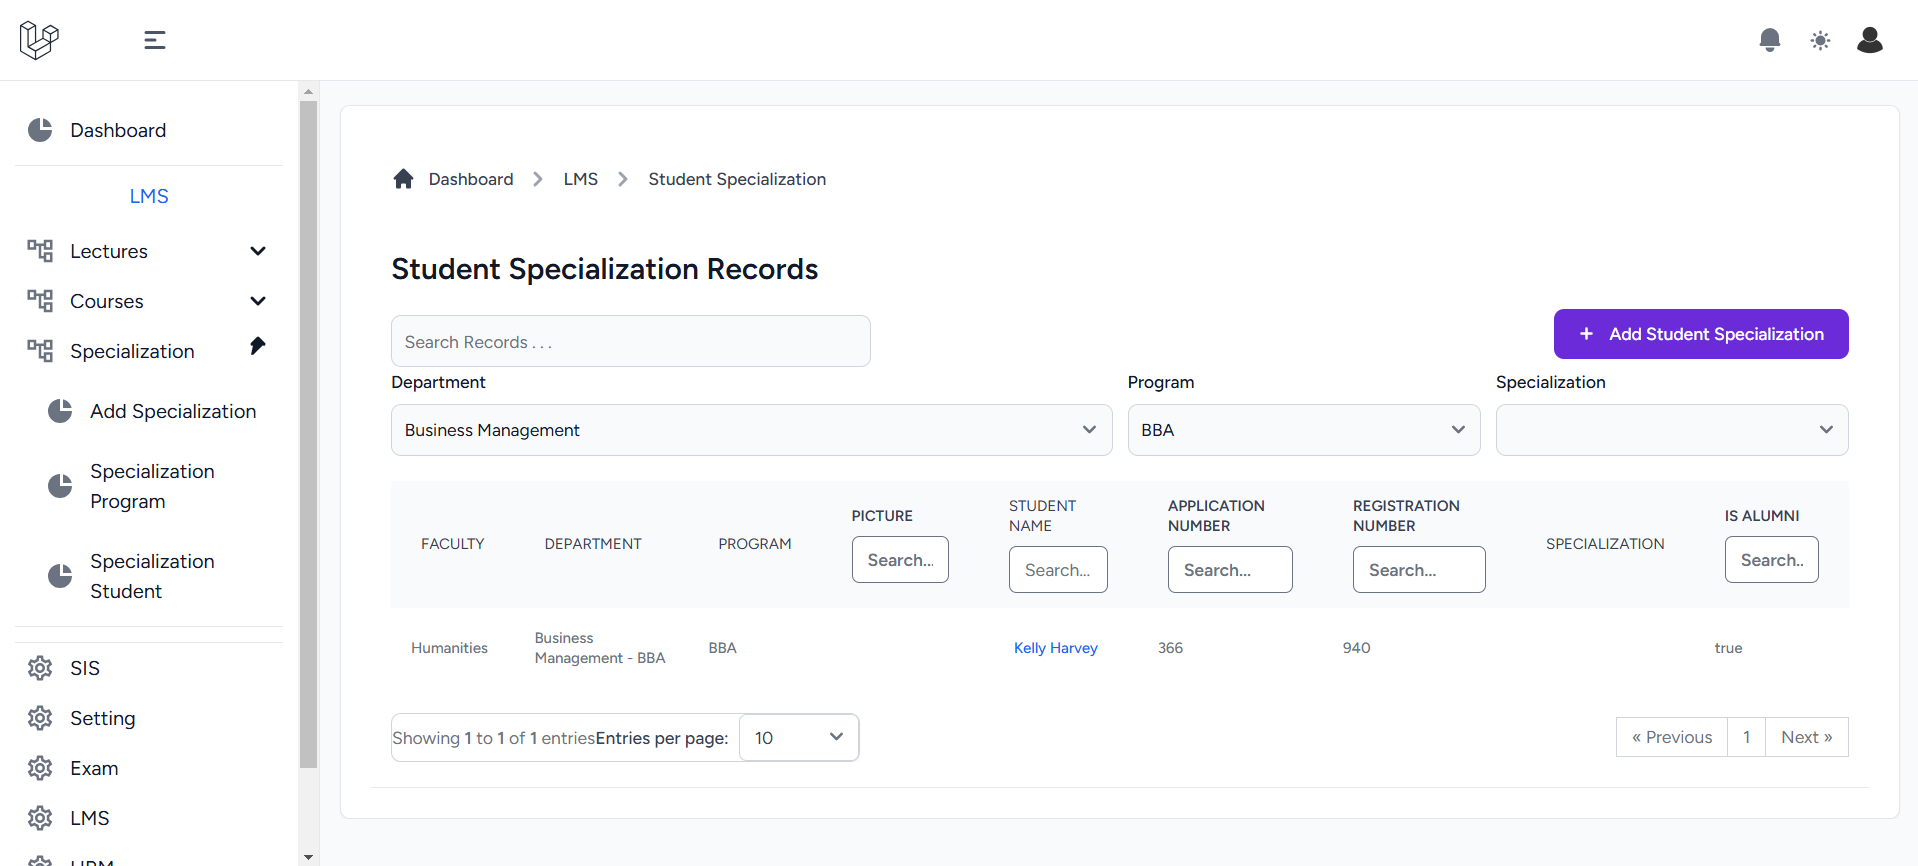 Dashboard
LMS
Lectures
Courses
Specialization
Add Specialization
Specialization
Program
Specialization
Student
SIS
Setting
Exam
LMS
HRM
Dashboard LMS Student Specialization
Student Specialization Records
Search Records . . .
+ Add Student Specialization
Department Program Specialization
Business Management BBA
FACULTY DEPARTMENT PROGRAM PICTURE STUDENT NAME APPLICATION NUMBER REGISTRATION NUMBER SPECIALIZATION IS ALUMNI
Search... Search... Search... Search... Search..
Humanities Business Management - BBA BBA Kelly Harvey 366 940 true
Showing 1 to 1 of 1 entriesEntries per page: 10
« Previous 1 Next »